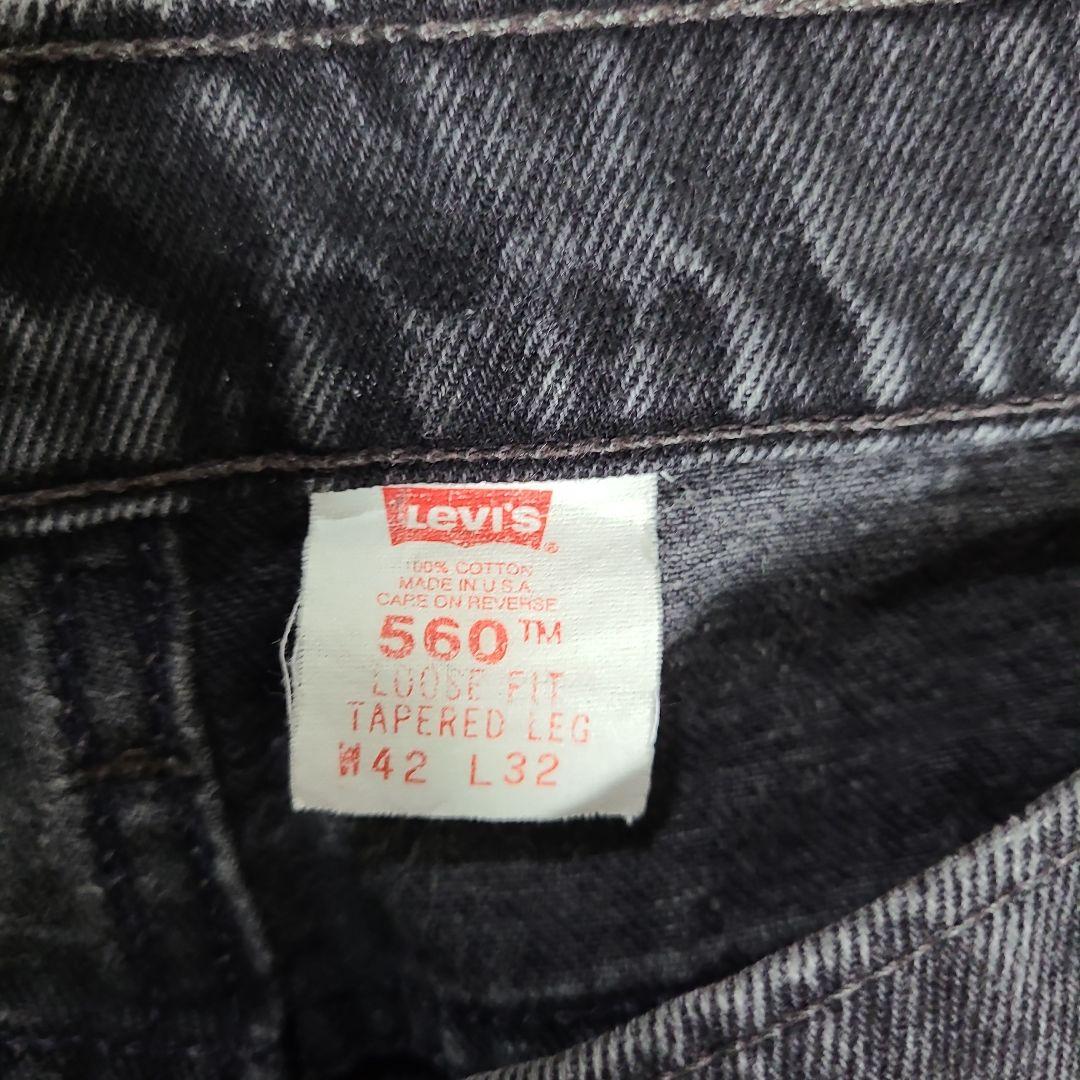 LEVI'S
®
100% COTTON
MADE IN U.S.A.
CARE ON REVERSE
560™
LOOSE FIT
TAPERED LEG
W42 L32